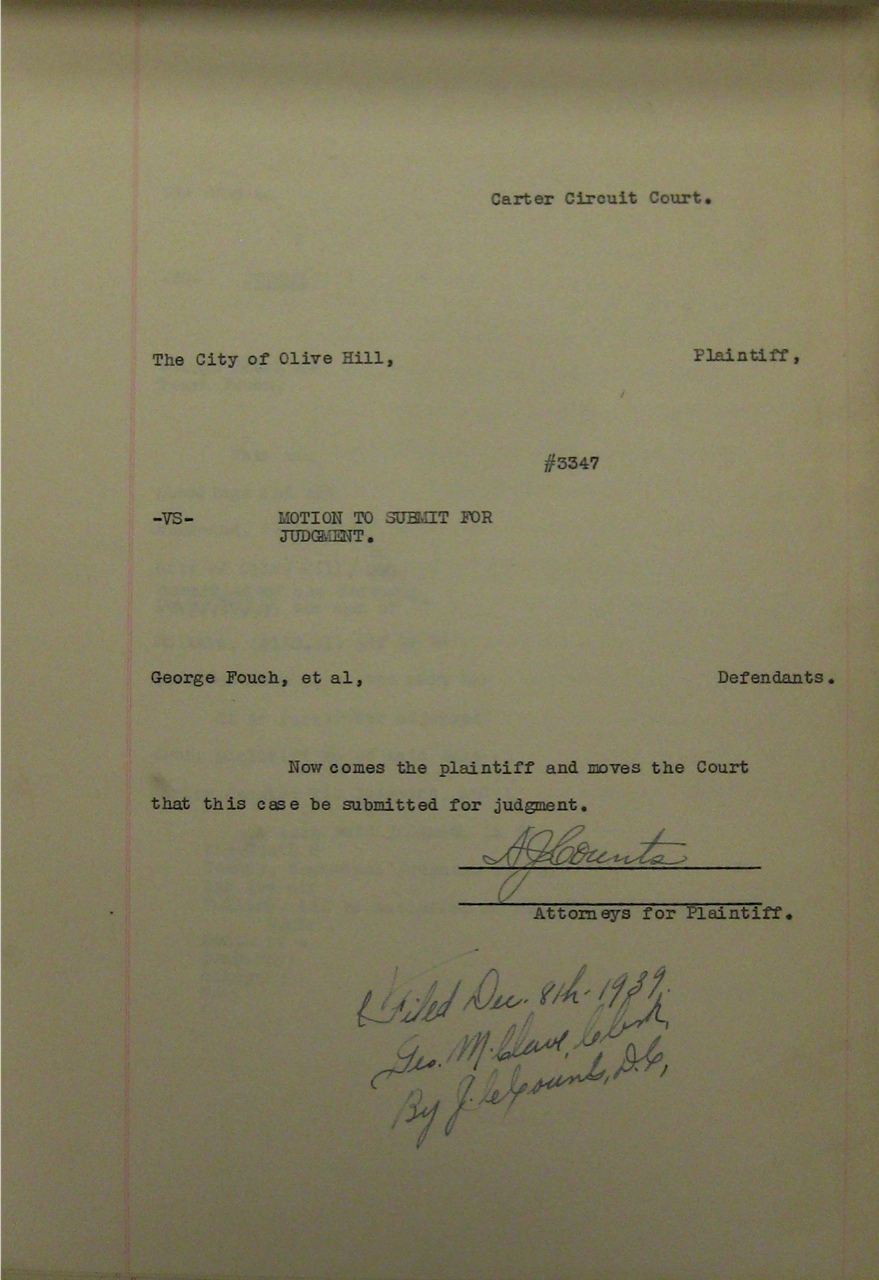 Carter Circuit Court.
The City of Olive Hill, Plaintiff,
#3347
-VS- MOTION TO SUBMIT FOR
JUDGMENT.
George Fouch, et al, Defendants.
Now comes the plaintiff and moves the Court
that this case be submitted for judgment.
A J Counts
Attorneys for Plaintiff.
Filed Dec. 8th - 1939.
Geo. M. Clerk,
By J. Counts, D.C,